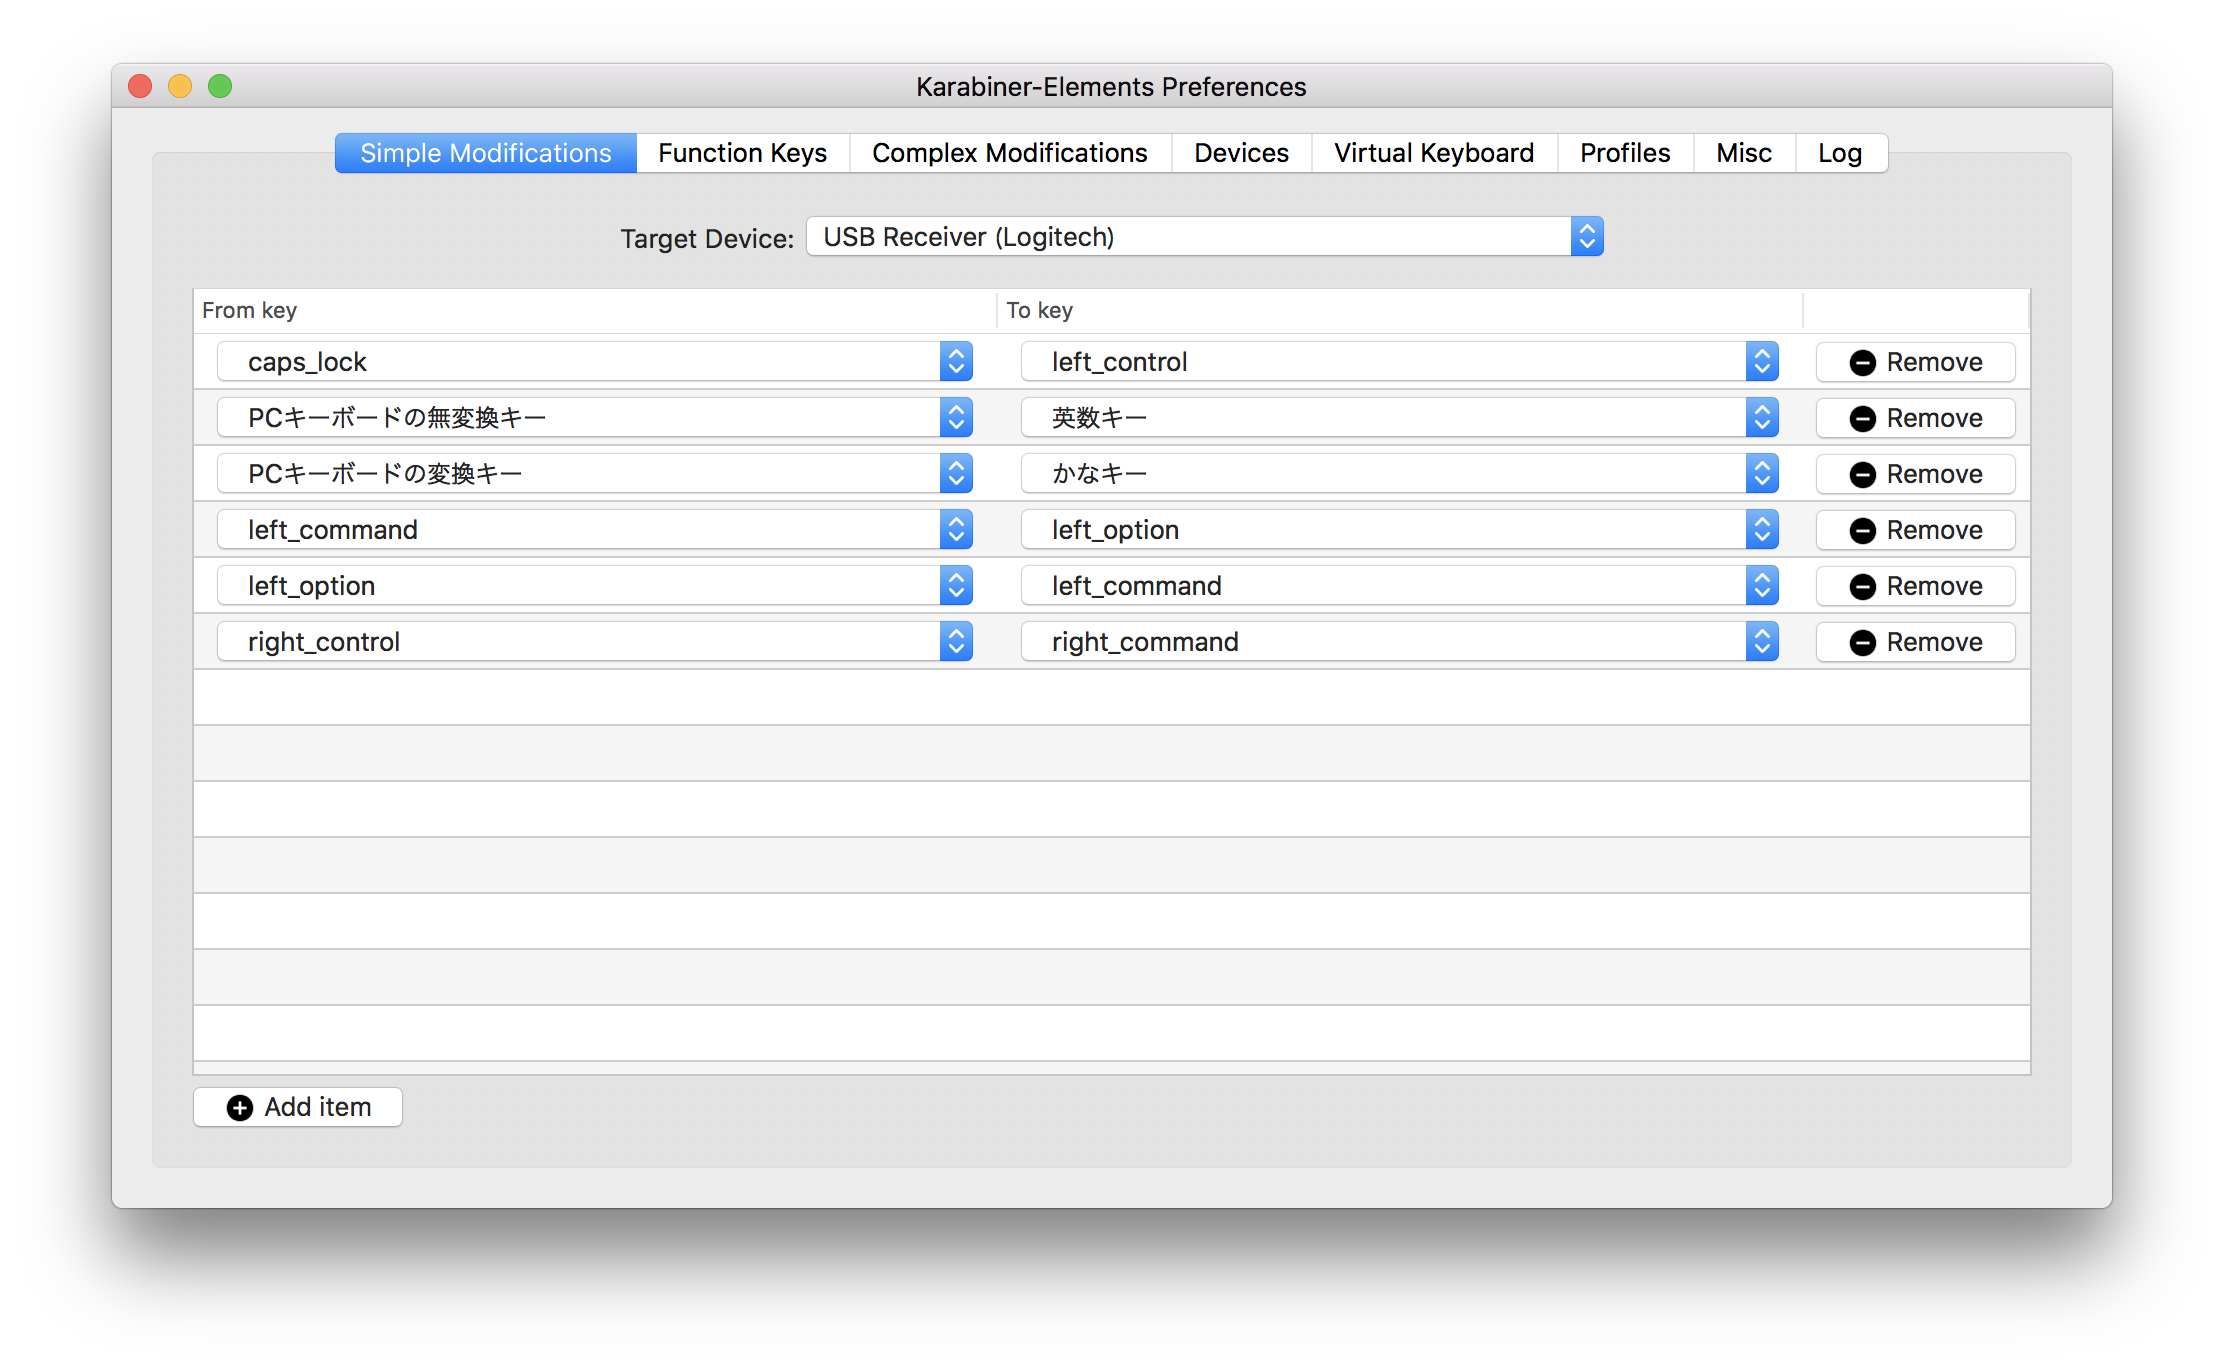 Karabiner-Elements Preferences
Simple Modifications Function Keys Complex Modifications Devices Virtual Keyboard Profiles Misc Log
Target Device: USB Receiver (Logitech)
From key To key
caps_lock left_control Remove
PCキーボードの無変換キー 英数キー Remove
PCキーボードの変換キー かなキー Remove
left_command left_option Remove
left_option left_command Remove
right_control right_command Remove
Add item